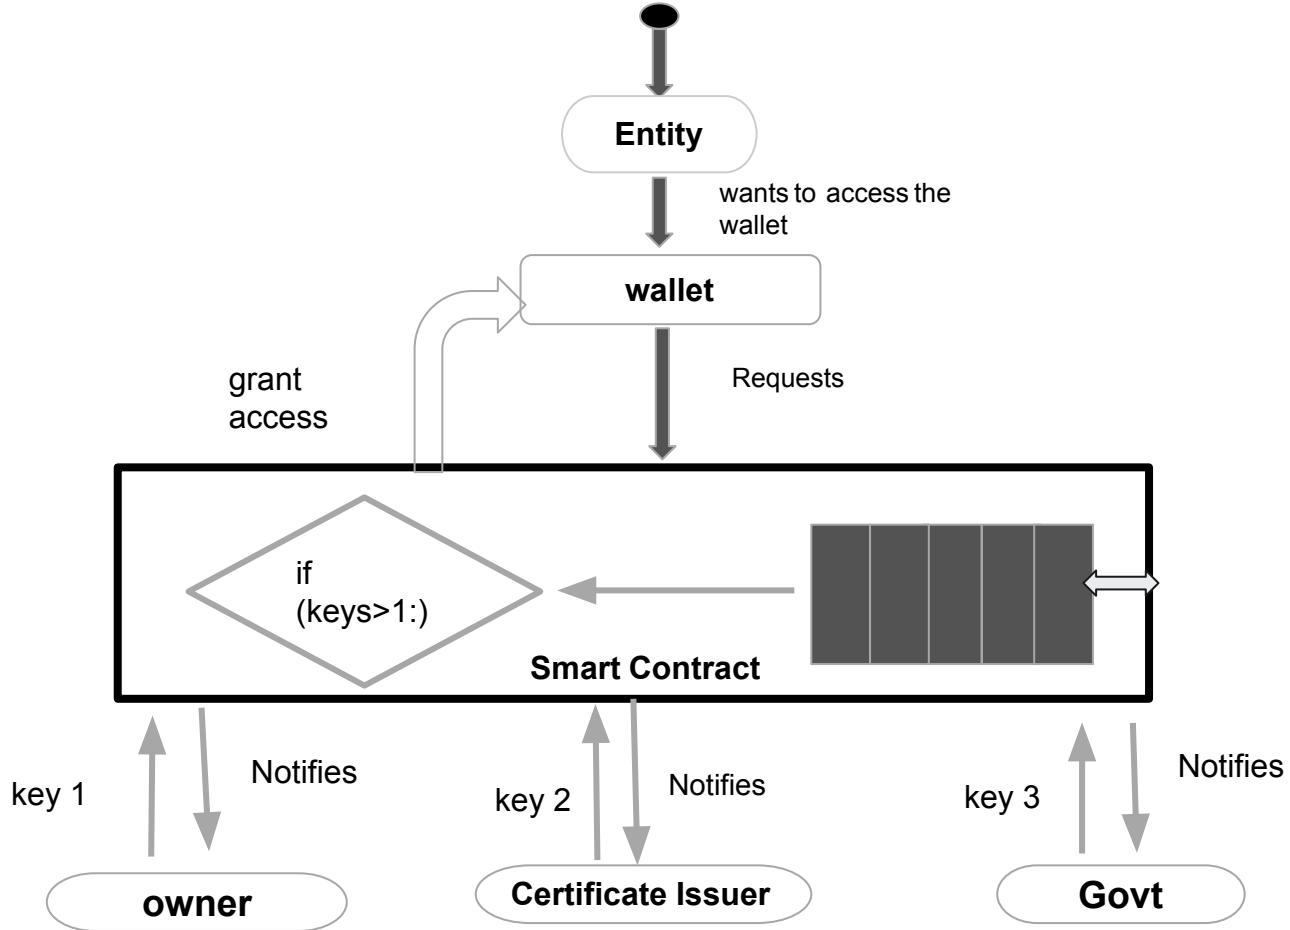 Entity
wants to access the
wallet
wallet
Requests
grant
access
if
(keys>1:)
Smart Contract
key 1
Notifies
key 2
Notifies
key 3
Notifies
owner
Certificate Issuer
Govt